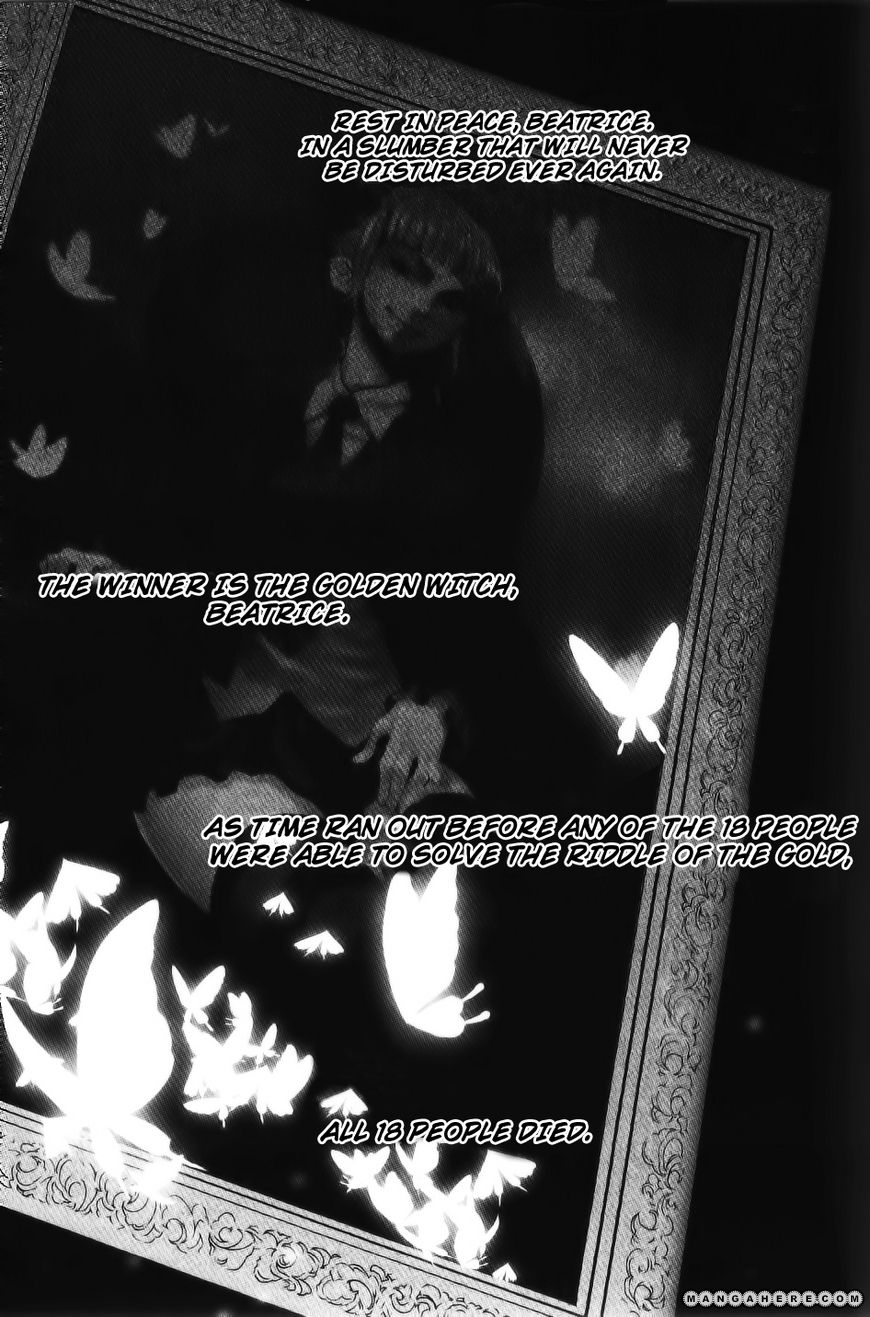 REST IN PEACE, BEATRICE.
IN A SLUMBER THAT WILL NEVER
BE DISTURBED EVER AGAIN.
THE WINNER IS THE GOLDEN WITCH,
BEATRICE.
AS TIME RAN OUT BEFORE ANY OF THE 18 PEOPLE
WERE ABLE TO SOLVE THE RIDDLE OF THE GOLD,
ALL 18 PEOPLE DIED.
MANGAHERE.COM